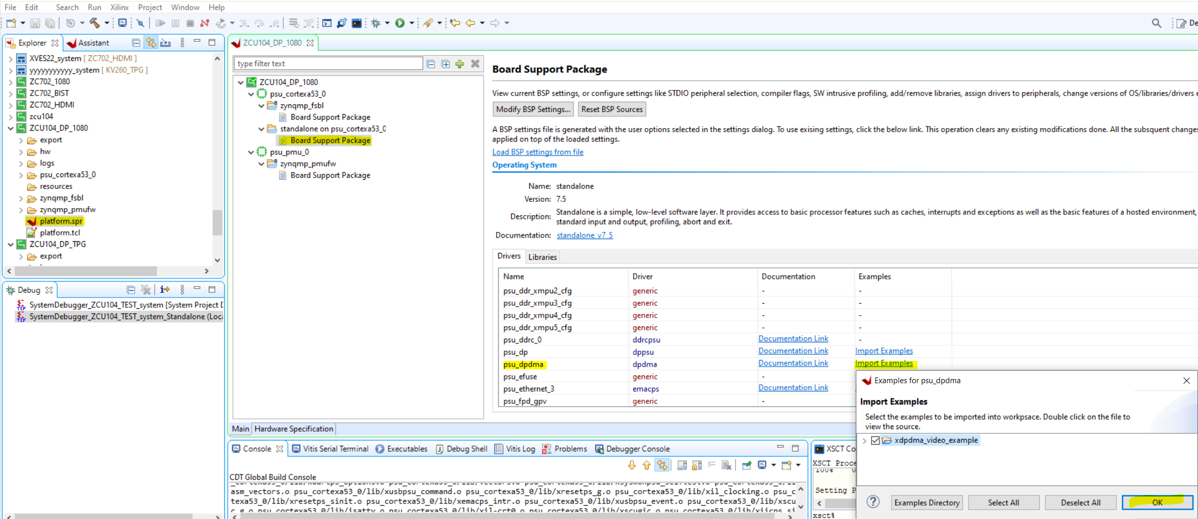 File Edit Search Run Xilinx Project Window Help
De
Explorer Assistant
XVES22_system [ ZC702_HDMI ]
yyyyyyyyyyy_system [ KV260_TPG ]
ZC702_1080
ZC702_BIST
ZC702_HDMI
zcu104
ZCU104_DP_1080
export
hw
logs
psu_cortexa53_0
resources
zynqmp_fsbl
zynqmp_pmufw
platform.spr
platform.tcl
ZCU104_DP_TPG
export
Debug
SystemDebugger_ZCU104_TEST_system [System Project D
SystemDebugger_ZCU104_TEST_system_Standalone (Loca
ZCU104_DP_1080
type filter text
ZCU104_DP_1080
psu_cortexa53_0
zynqmp_fsbl
Board Support Package
standalone on psu_cortexa53_0
Board Support Package
psu_pmu_0
zynqmp_pmufw
Board Support Package
Board Support Package
View current BSP settings, or configure settings like STDIO peripheral selection, compiler flags, SW intrusive profiling, add/remove libraries, assign drivers to peripherals, change versions of OS/libraries/drivers e
Modify BSP Settings... Reset BSP Sources
A BSP settings file is generated with the user options selected in the settings dialog. To use exising settings, click the below link. This operation clears any existing modifications done. All the subsequent change
applied on top of the loaded settings.
Load BSP settings from file
Operating System
Name: standalone
Version: 7.5
Description: Standalone is a simple, low-level software layer. It provides access to basic processor features such as caches, interrupts and exceptions as well as the basic features of a hosted environment,
standard input and output, profiling, abort and exit.
Documentation: standalone_v7_5
Drivers Libraries
Name Driver Documentation Examples
psu_ddr_xmpu2_cfg generic - -
psu_ddr_xmpu3_cfg generic - -
psu_ddr_xmpu4_cfg generic - -
psu_ddr_xmpu5_cfg generic - -
psu_ddrc_0 ddrcpsu Documentation Link -
psu_dp dppsu Documentation Link Import Examples
psu_dpdma dpdma Documentation Link Import Examples
psu_efuse generic -
psu_ethernet_3 emacps Documentation Link
psu_fpd_gpv generic -
Main Hardware Specification
Examples for psu_dpdma
Import Examples
Select the examples to be imported into workpsace. Double click on the file to
view the source.
xdpdma_video_example
Examples Directory Select All Deselect All OK
Console Vitis Serial Terminal Executables Debug Shell Vitis Log Problems Debugger Console
CDT Global Build Console
asm_vectors.o psu_cortexa53_0/lib/xusbpsu_command.o psu_cortexa53_0/lib/xresetps_g.o psu_cortexa53_0/lib/xil_clocking.o psu_c
rtexa53_0/lib/xresetps_sinit.o psu_cortexa53_0/lib/xemacps_intr.o psu_cortexa53_0/lib/xusbpsu_event.o psu_cortexa53_0/lib/xsc
XSCT Co
XSCT Proce
100%
Setting P
xsct%